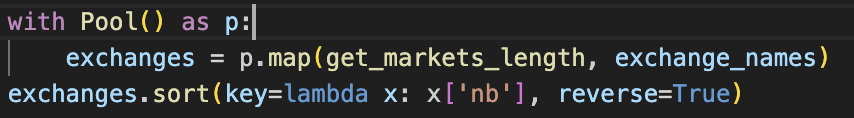 with Pool() as p:
    exchanges = p.map(get_markets_length, exchange_names)
exchanges.sort(key=lambda x: x['nb'], reverse=True)